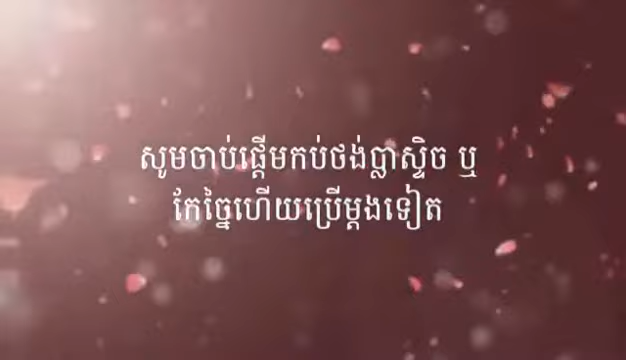 សូមចាប់ផ្តើមកប់ថង់ប្លាស្ទិច ឬ
កែច្នៃហើយប្រើម្តងទៀត